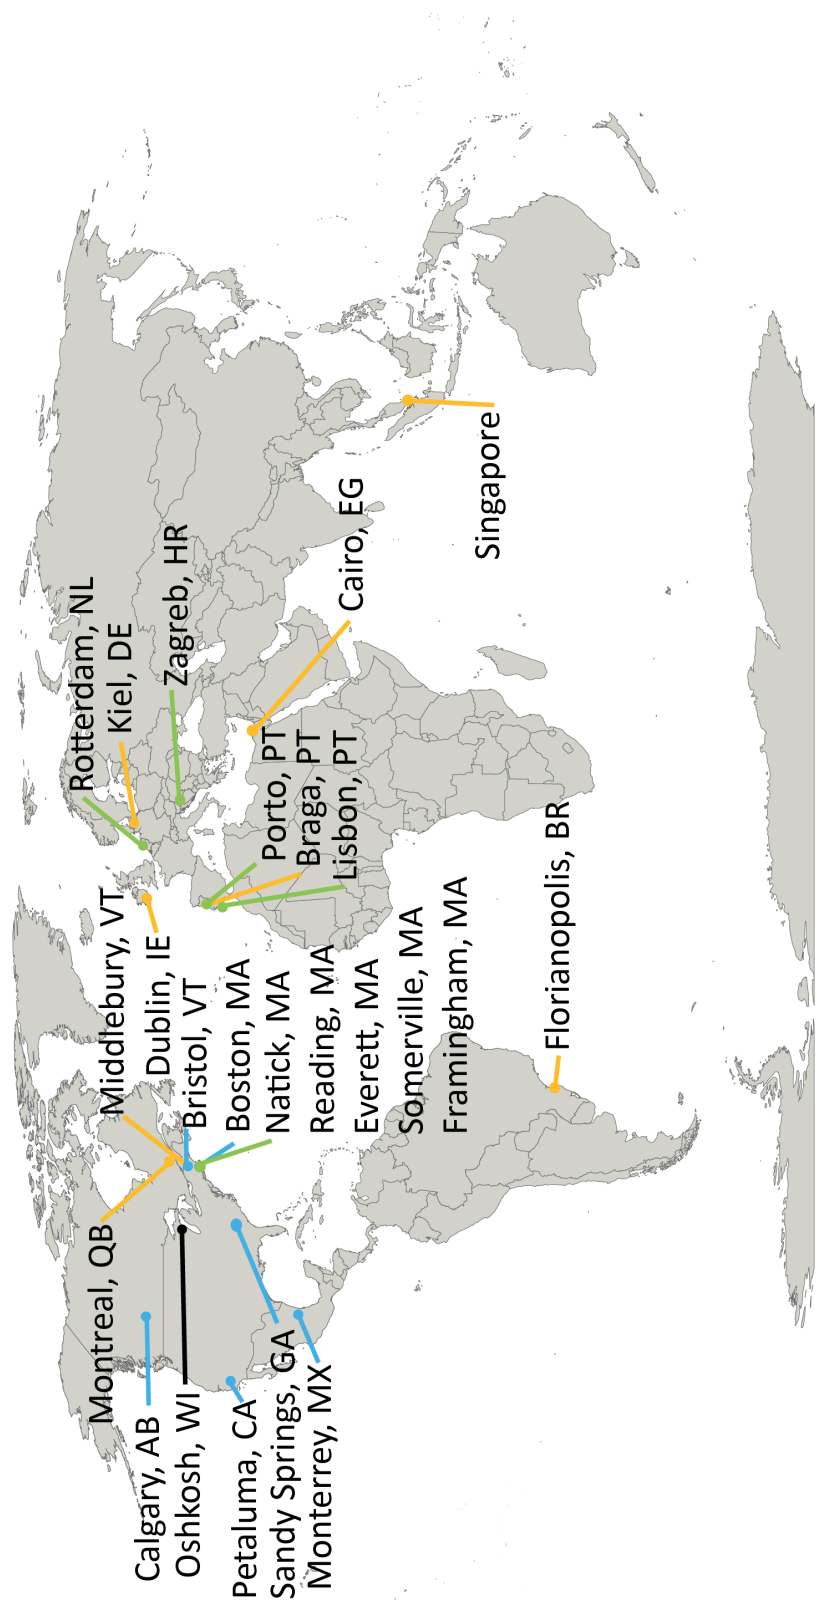 Montreal, QB
Calgary, AB
Oshkosh, WI
Petaluma, CA
Sandy Springs, GA
Monterrey, MX
Middlebury, VT
Dublin, IE
Bristol, VT
Boston, MA
Natick, MA
Reading, MA
Everett, MA
Somerville, MA
Framingham, MA
Florianopolis, BR
Rotterdam, NL
Kiel, DE
Zagreb, HR
Porto, PT
Braga, PT
Lisbon, PT
Cairo, EG
Singapore